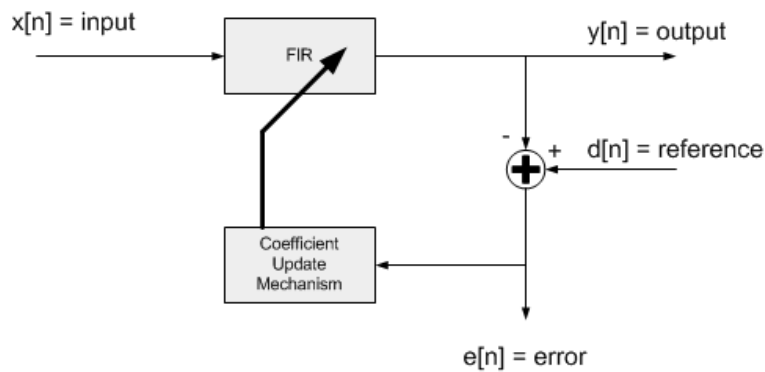 x[n] = input
FIR
y[n] = output
-
+
d[n] = reference
Coefficient
Update
Mechanism
e[n] = error